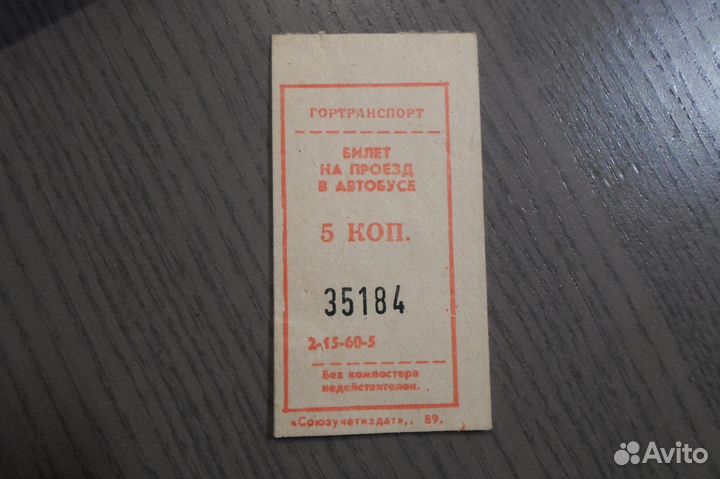 ГОРТРАНСПОРТ
БИЛЕТ
НА ПРОЕЗД
В АВТОБУСЕ
5 КОП.
35184
2-15-60-5
Без компостера
недействителен.
«Союзучетиздат»,. 89.
Avito